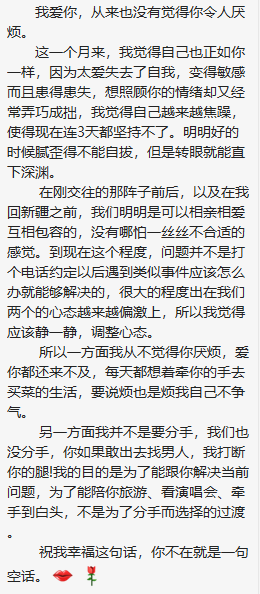 我爱你，从来也没有觉得你令人厌
烦。
这一个月来，我觉得自己也正如你
一样，因为太爱失去了自我，变得敏感
而且患得患失，想照顾你的情绪却又经
常弄巧成拙，我觉得自己越来越焦躁，
使得现在连3天都坚持不了。明明好的
时候腻歪得不能自拔，但是转眼就能直
下深渊。
在刚交往的那阵子前后，以及在我
回新疆之前，我们明明是可以相亲相爱
互相包容的，没有哪怕一丝丝不合适的
感觉。到现在这个程度，问题并不是打
个电话约定以后遇到类似事件应该怎么
办就能够解决的，很大的程度出在我们
两个的心态越来越偏激上，所以我觉得
应该静一静，调整心态。
所以一方面我从不觉得你厌烦，爱
你都还来不及，每天都想着牵你的手去
买菜的生活，要说烦也是烦我自己不争
气。
另一方面我并不是要分手，我们也
没分手，你如果敢出去找男人，我打断
你的腿!我的目的是为了能跟你解决当前
问题，为了能陪你旅游、看演唱会、牵
手到白头，不是为了分手而选择的过渡
。
祝我幸福这句话，你不在就是一句
空话。